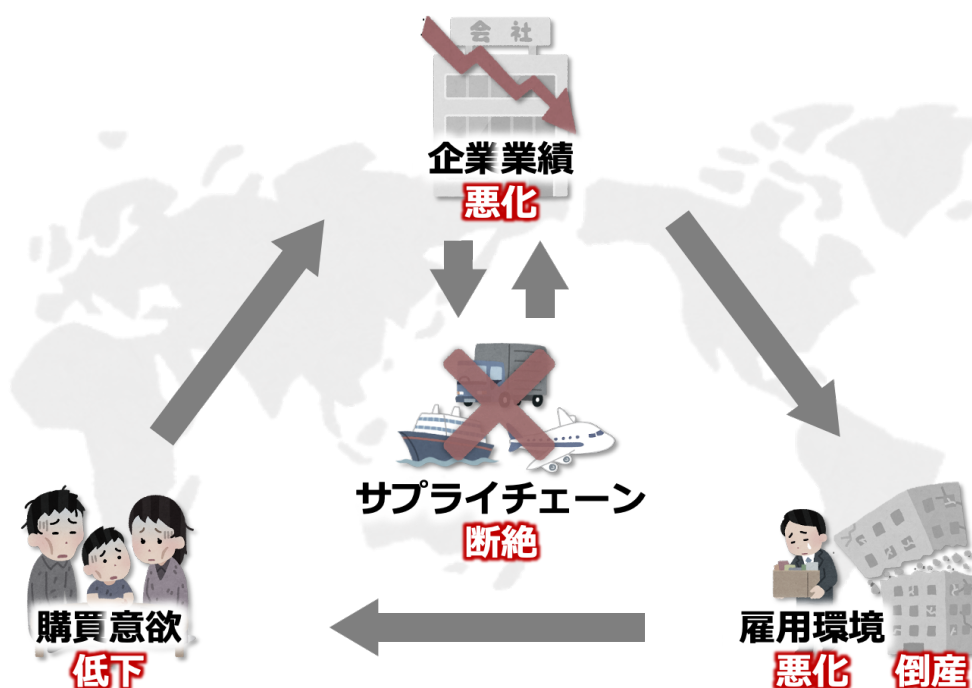 会社
企業業績
悪化
サプライチェーン
断絶
購買意欲
低下
雇用環境
悪化 倒産